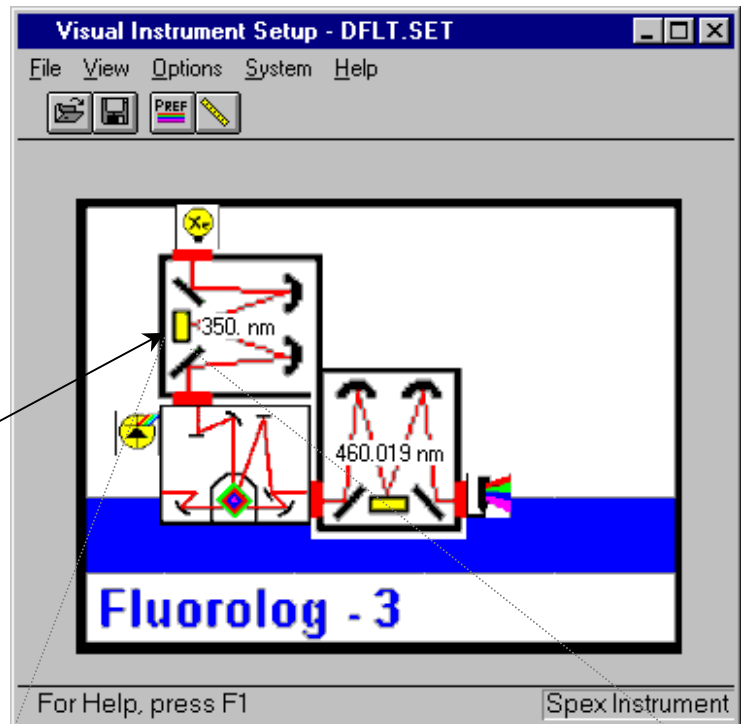 Visual Instrument Setup - DFLT.SET
File View Options System Help
PREF
Xe
350. nm
460.019 nm
Fluorolog - 3
For Help, press F1
Spex Instrument